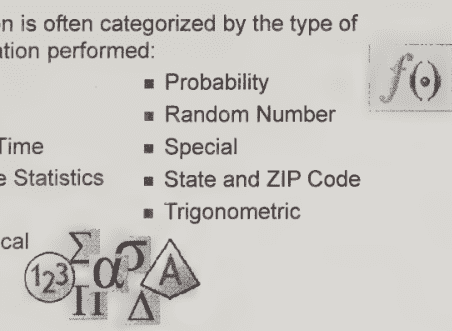 n is often categorized by the type of
ation performed:
■ Probability
■ Random Number
Time
■ Special
e Statistics
■ State and ZIP Code
■ Trigonometric
cal
f(•)
123 Σ α σ A
Π Δ